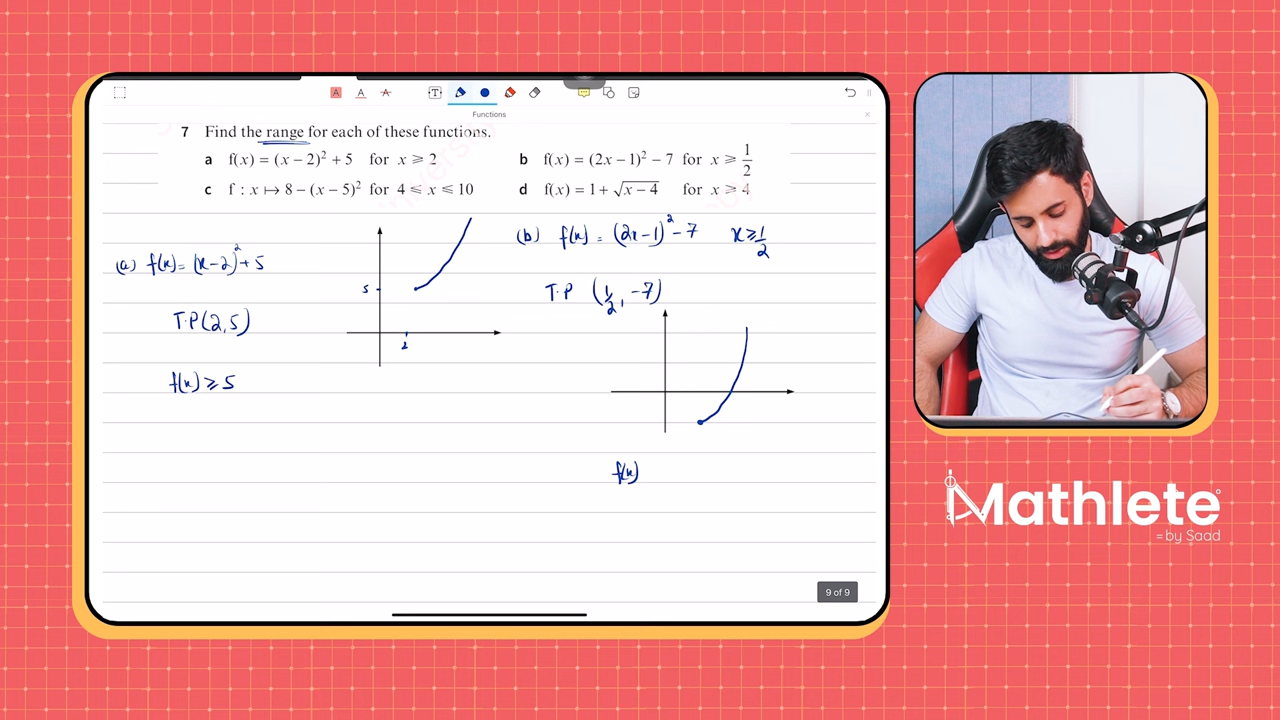 Functions
7 Find the range for each of these functions.
a f(x) = (x − 2)² + 5 for x ⩾ 2
b f(x) = (2x − 1)² − 7 for x ⩾ 1/2
c f : x ↦ 8 − (x − 5)² for 4 ⩽ x ⩽ 10
d f(x) = 1 + √(x − 4) for x ⩾ 4
(a) f(x) = (x-2)² + 5
T.P (2, 5)
f(x) ⩾ 5
5
2
(b) f(x) = (2x-1)² - 7 x ⩾ 1/2
T.P (1/2, -7)
f(x)
9 of 9
Mathlete
= by Saad